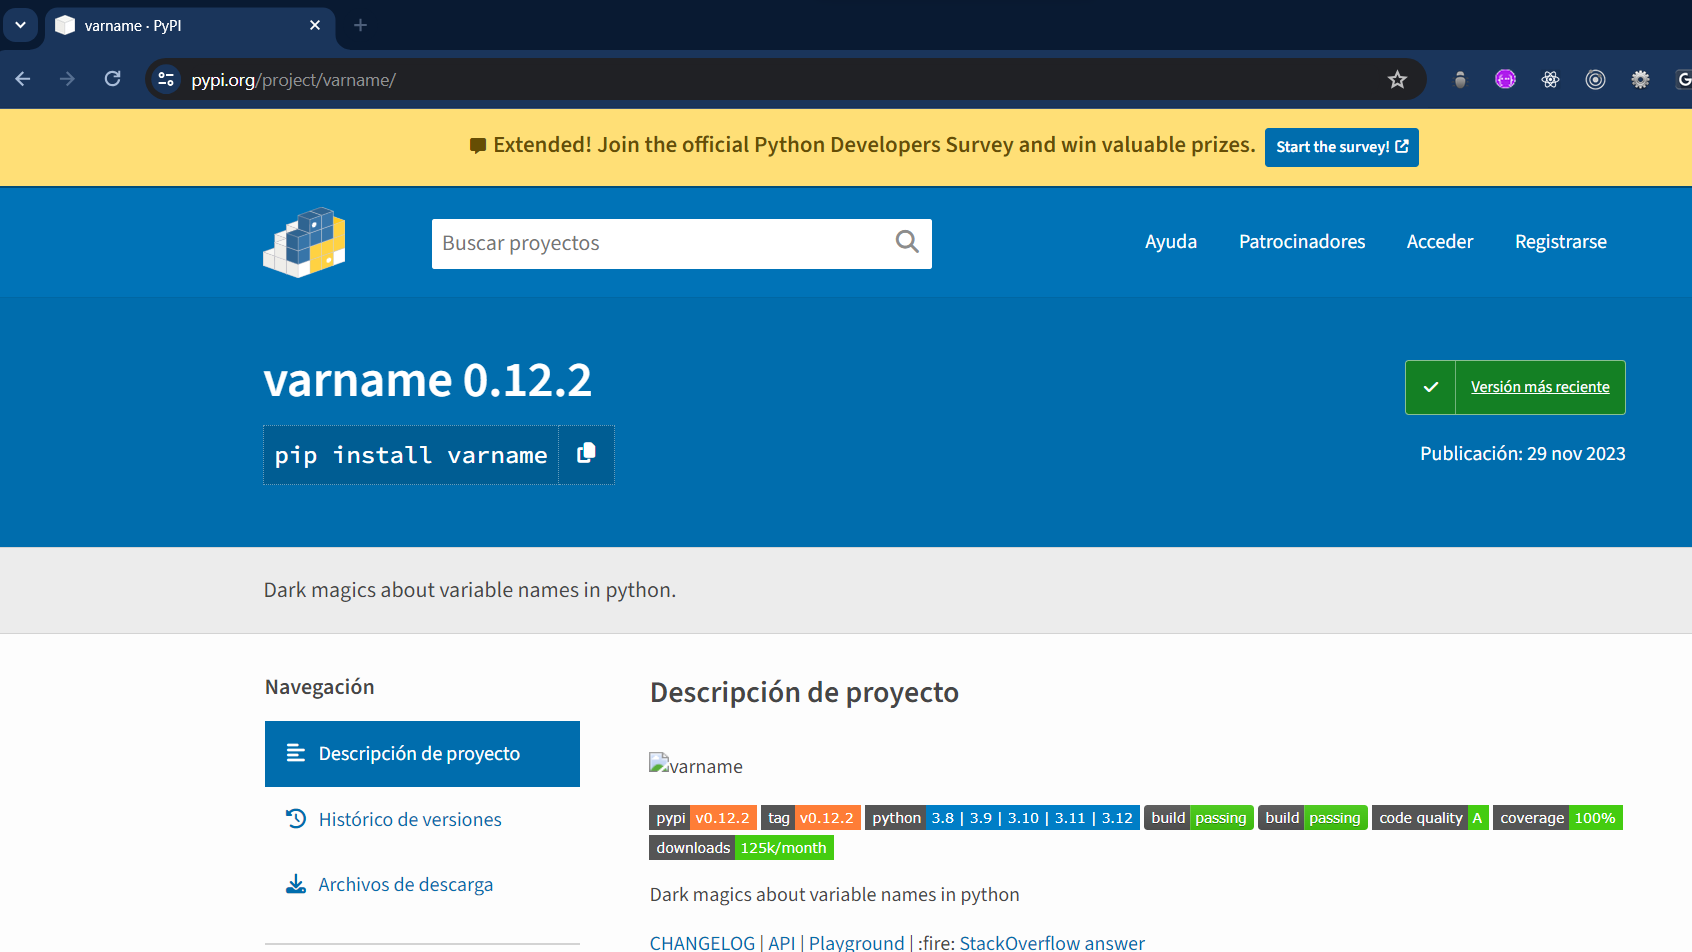 varname · PyPI
pypi.org/project/varname/
Extended! Join the official Python Developers Survey and win valuable prizes. Start the survey!
Buscar proyectos
Ayuda Patrocinadores Acceder Registrarse
varname 0.12.2
Versión más reciente
pip install varname
Publicación: 29 nov 2023
Dark magics about variable names in python.
Navegación
Descripción de proyecto
Histórico de versiones
Archivos de descarga
Descripción de proyecto
varname
pypi v0.12.2 tag v0.12.2 python 3.8 | 3.9 | 3.10 | 3.11 | 3.12 build passing build passing code quality A coverage 100%
downloads 125k/month
Dark magics about variable names in python
CHANGELOG | API | Playground | :fire: StackOverflow answer